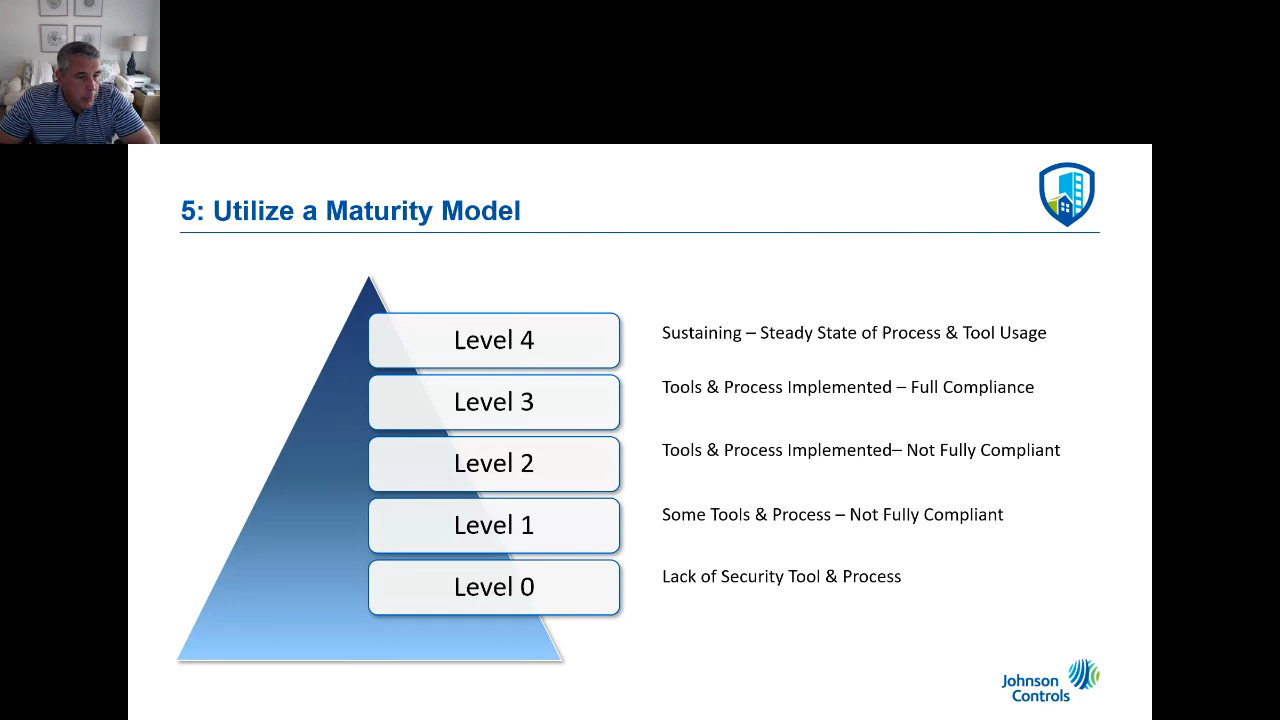 5: Utilize a Maturity Model
Level 4
Sustaining – Steady State of Process & Tool Usage
Level 3
Tools & Process Implemented – Full Compliance
Level 2
Tools & Process Implemented– Not Fully Compliant
Level 1
Some Tools & Process – Not Fully Compliant
Level 0
Lack of Security Tool & Process
Johnson
Controls